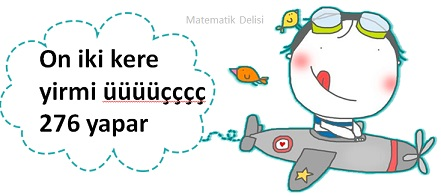 Matematik Delisi
On iki kere
yirmi üüüüçççç
276 yapar